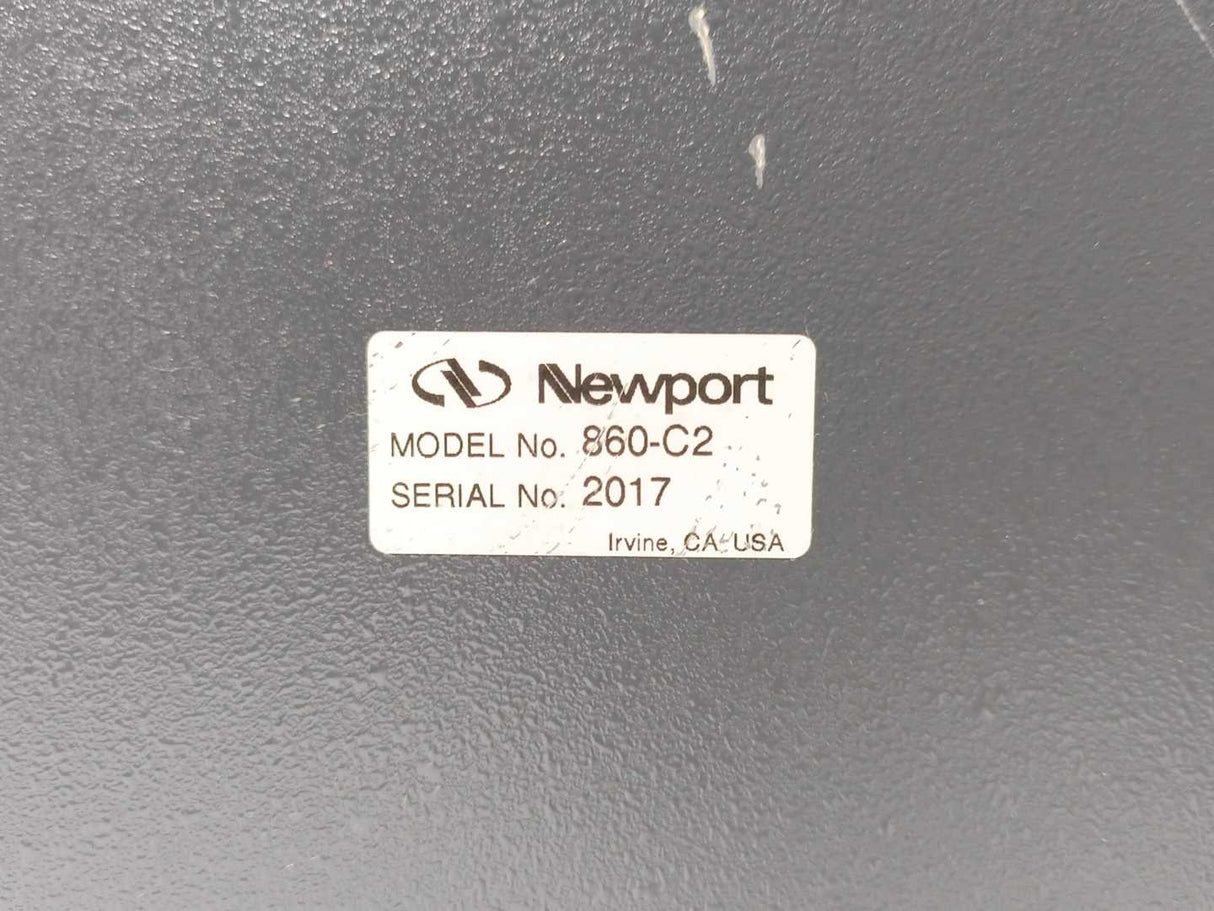 Newport
MODEL No. 860-C2
SERIAL No. 2017
Irvine, CA USA